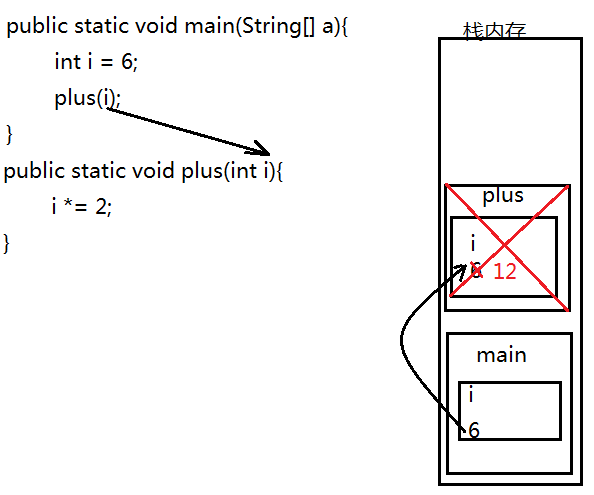 public static void main(String[] a){
int i = 6;
plus(i);
}
public static void plus(int i){
i *= 2;
}
栈内存
plus
i
6 12
main
i
6